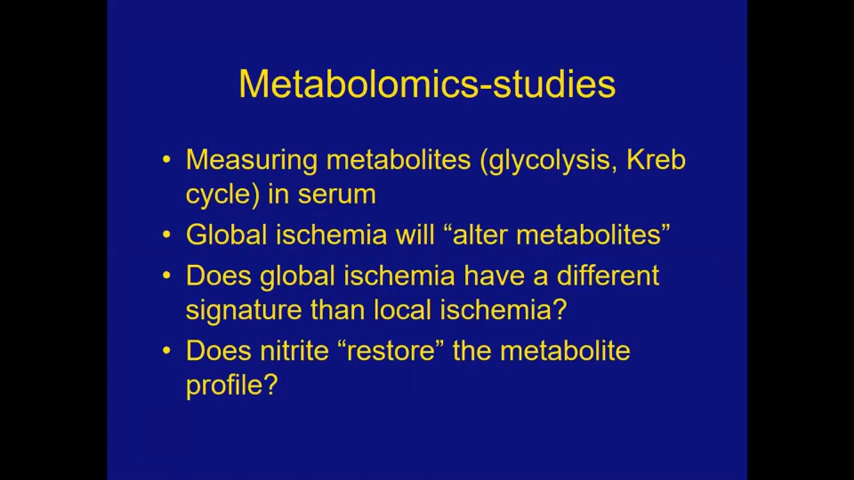 Metabolomics-studies
• Measuring metabolites (glycolysis, Kreb
cycle) in serum
• Global ischemia will “alter metabolites”
• Does global ischemia have a different
signature than local ischemia?
• Does nitrite “restore” the metabolite
profile?